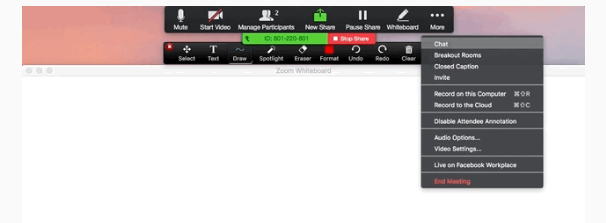 2
Mute Start Video Manage Participants New Share Pause Share Whiteboard More
ID: 801-220-601 Stop Share
Select Text Draw Spotlight Eraser Format Undo Redo Clear
Zoom Whiteboard
Chat
Breakout Rooms
Closed Caption
Invite
Record on this Computer ⌘⇧R
Record to the Cloud ⌘⇧C
Disable Attendee Annotation
Audio Options...
Video Settings...
Live on Facebook Workplace
End Meeting